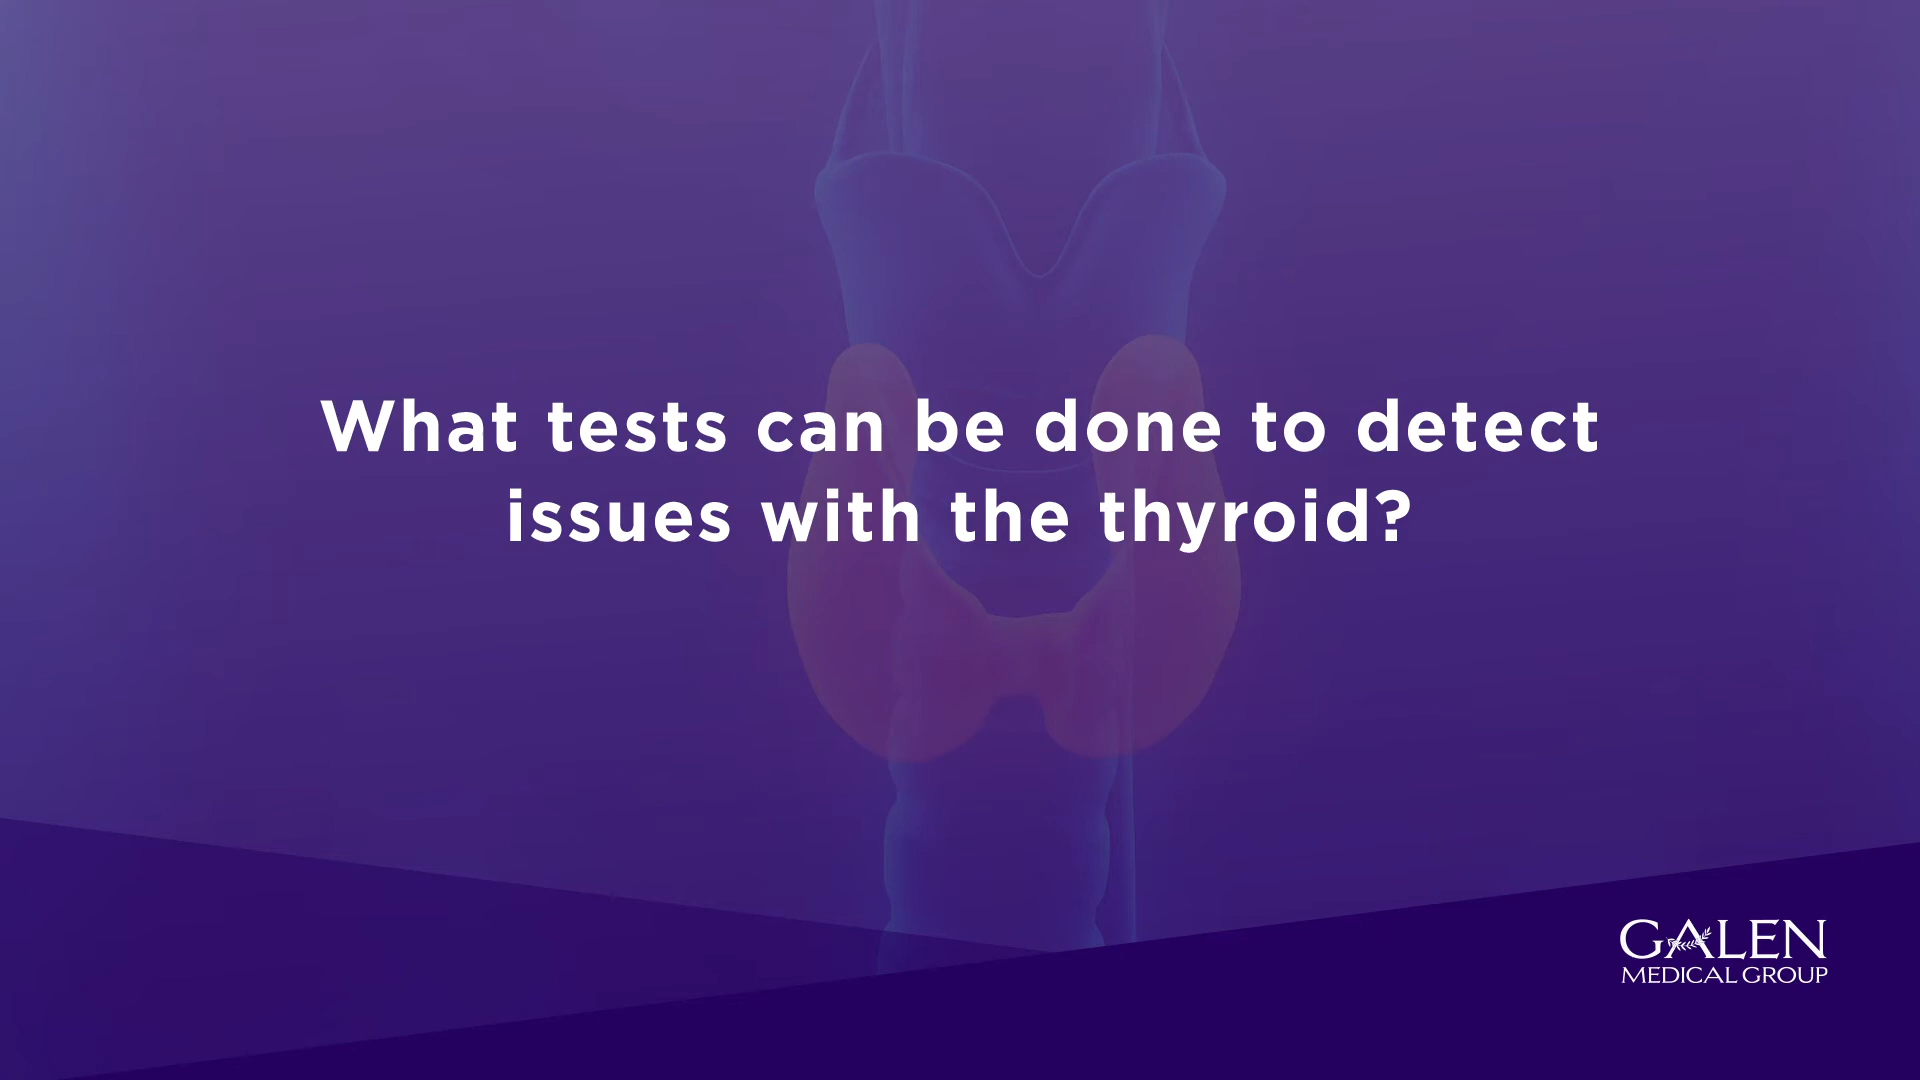 What tests can be done to detect
issues with the thyroid?
GALEN
MEDICAL GROUP